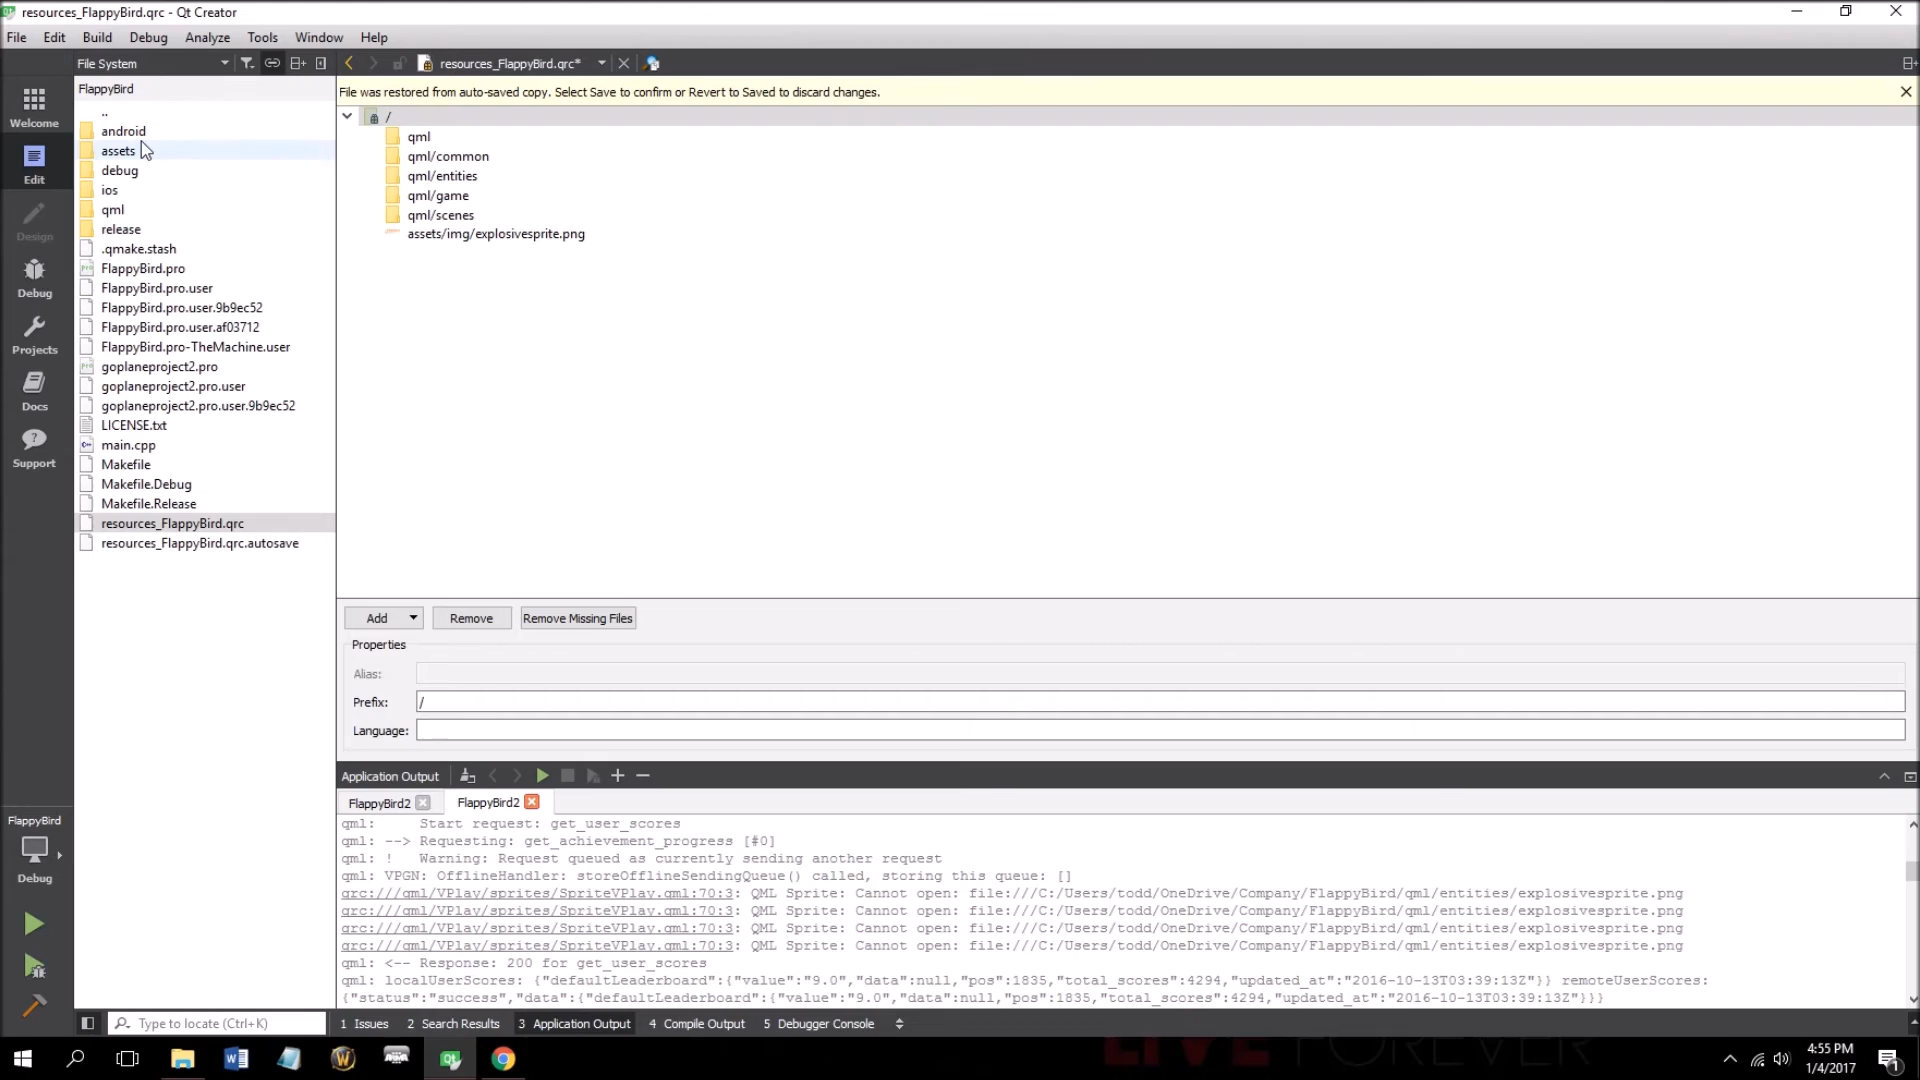 resources_FlappyBird.qrc - Qt Creator
File Edit Build Debug Analyze Tools Window Help
File System
resources_FlappyBird.qrc*
FlappyBird
File was restored from auto-saved copy. Select Save to confirm or Revert to Saved to discard changes.
Welcome
Edit
Design
Debug
Projects
Docs
Support
..
android
assets
debug
ios
qml
release
.qmake.stash
FlappyBird.pro
FlappyBird.pro.user
FlappyBird.pro.user.9b9ec52
FlappyBird.pro.user.af03712
FlappyBird.pro-TheMachine.user
goplaneproject2.pro
goplaneproject2.pro.user
goplaneproject2.pro.user.9b9ec52
LICENSE.txt
main.cpp
Makefile
Makefile.Debug
Makefile.Release
resources_FlappyBird.qrc
resources_FlappyBird.qrc.autosave
/
qml
qml/common
qml/entities
qml/game
qml/scenes
assets/img/explosivesprite.png
Add Remove Remove Missing Files
Properties
Alias:
Prefix: /
Language:
Application Output
FlappyBird2 FlappyBird2
qml: Start request: get_user_scores
qml: --> Requesting: get_achievement_progress [#0]
qml: ! Warning: Request queued as currently sending another request
qml: VPGN: OfflineHandler: storeOfflineSendingQueue() called, storing this queue: []
qrc:///qml/VPlay/sprites/SpriteVPlay.qml:70:3: QML Sprite: Cannot open: file:///C:/Users/todd/OneDrive/Company/FlappyBird/qml/entities/explosivesprite.png
qrc:///qml/VPlay/sprites/SpriteVPlay.qml:70:3: QML Sprite: Cannot open: file:///C:/Users/todd/OneDrive/Company/FlappyBird/qml/entities/explosivesprite.png
qrc:///qml/VPlay/sprites/SpriteVPlay.qml:70:3: QML Sprite: Cannot open: file:///C:/Users/todd/OneDrive/Company/FlappyBird/qml/entities/explosivesprite.png
qrc:///qml/VPlay/sprites/SpriteVPlay.qml:70:3: QML Sprite: Cannot open: file:///C:/Users/todd/OneDrive/Company/FlappyBird/qml/entities/explosivesprite.png
qml: <-- Response: 200 for get_user_scores
qml: localUserScores: {"defaultLeaderboard":{"value":"9.0","data":null,"pos":1835,"total_scores":4294,"updated_at":"2016-10-13T03:39:13Z"}} remoteUserScores:
{"status":"success","data":{"defaultLeaderboard":{"value":"9.0","data":null,"pos":1835,"total_scores":4294,"updated_at":"2016-10-13T03:39:13Z"}}}
FlappyBird
Debug
Type to locate (Ctrl+K)
1 Issues 2 Search Results 3 Application Output 4 Compile Output 5 Debugger Console
LIVE FOREVER
4:55 PM
1/4/2017
1